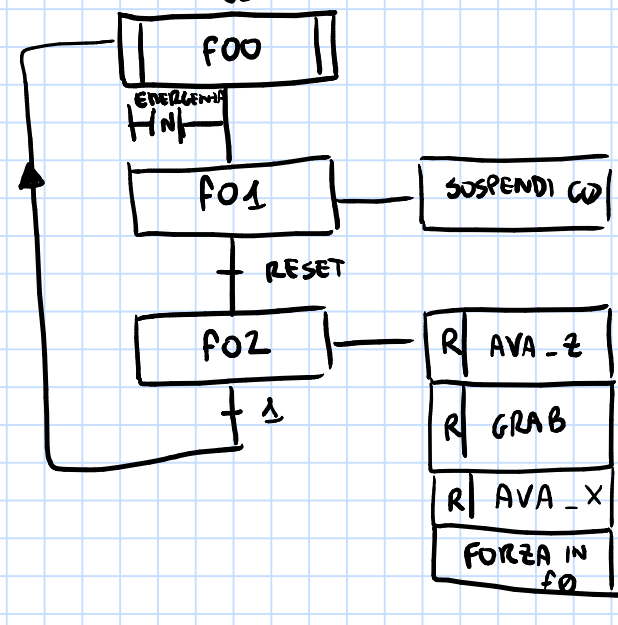 f00
EMERGENZA
N
f01
SOSPENDI
RESET
f02
1
R AVA_Z
R GRAB
R AVA_X
FORZA IN
f0